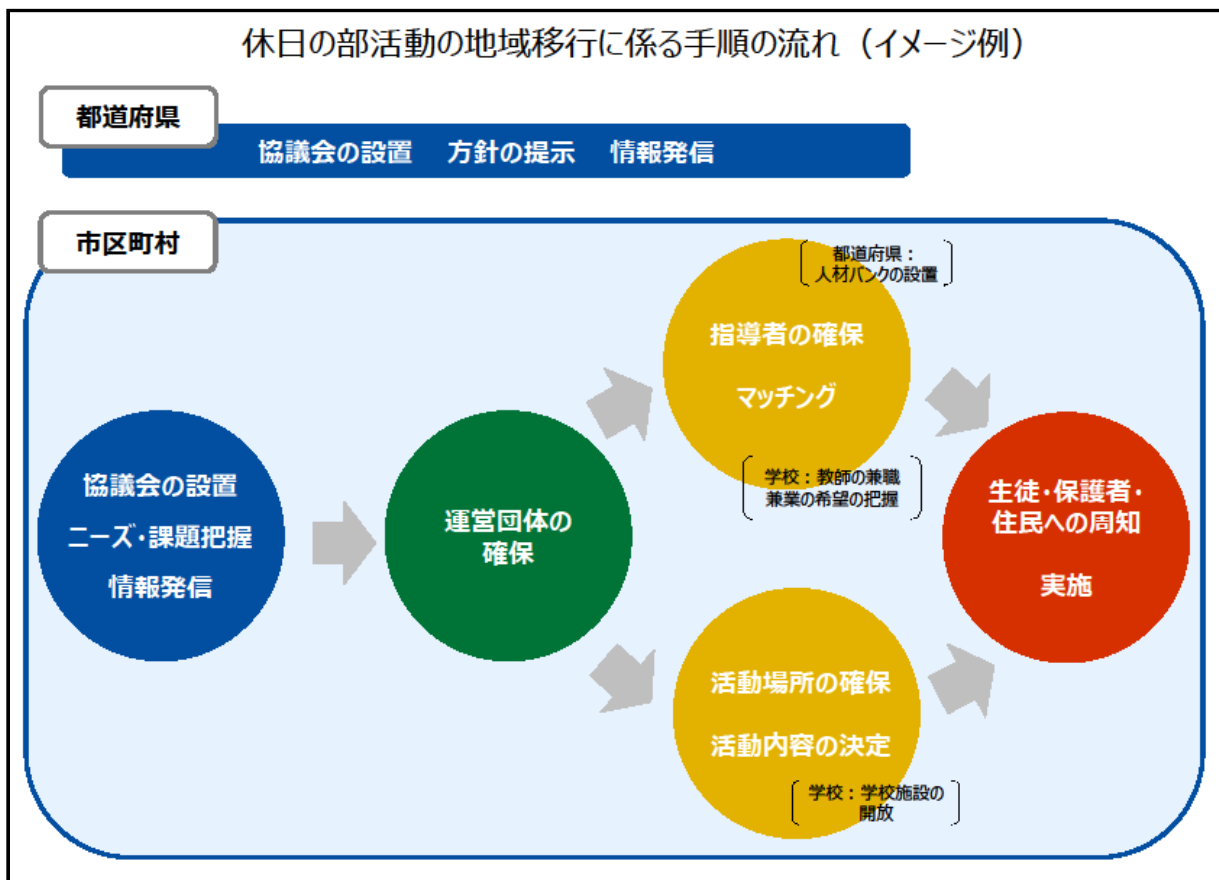 休日の部活動の地域移行に係る手順の流れ（イメージ例）
都道府県
協議会の設置 方針の提示 情報発信
市区町村
協議会の設置
ニーズ・課題把握
情報発信
運営団体の
確保
都道府県：
人材バンクの設置
指導者の確保
マッチング
学校：教師の兼職
兼業の希望の把握
活動場所の確保
活動内容の決定
学校：学校施設の
開放
生徒・保護者・
住民への周知
実施